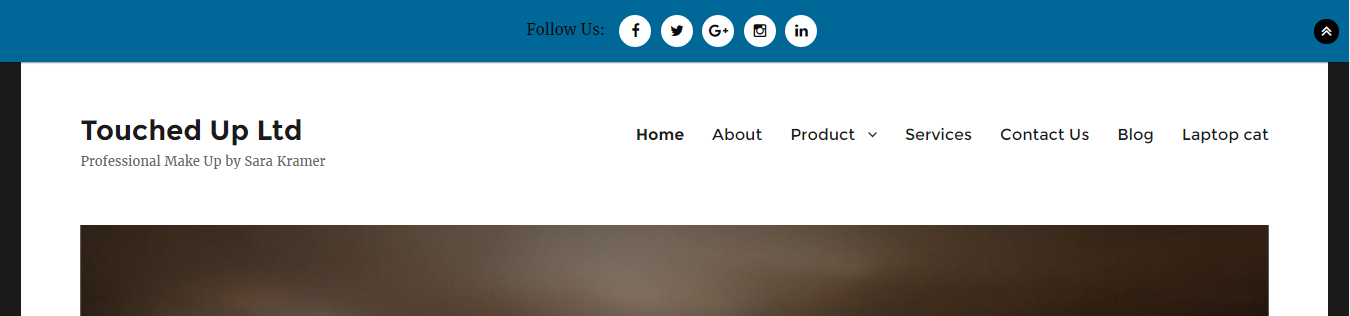 Follow Us:
Touched Up Ltd
Professional Make Up by Sara Kramer
Home About Product Services Contact Us Blog Laptop cat